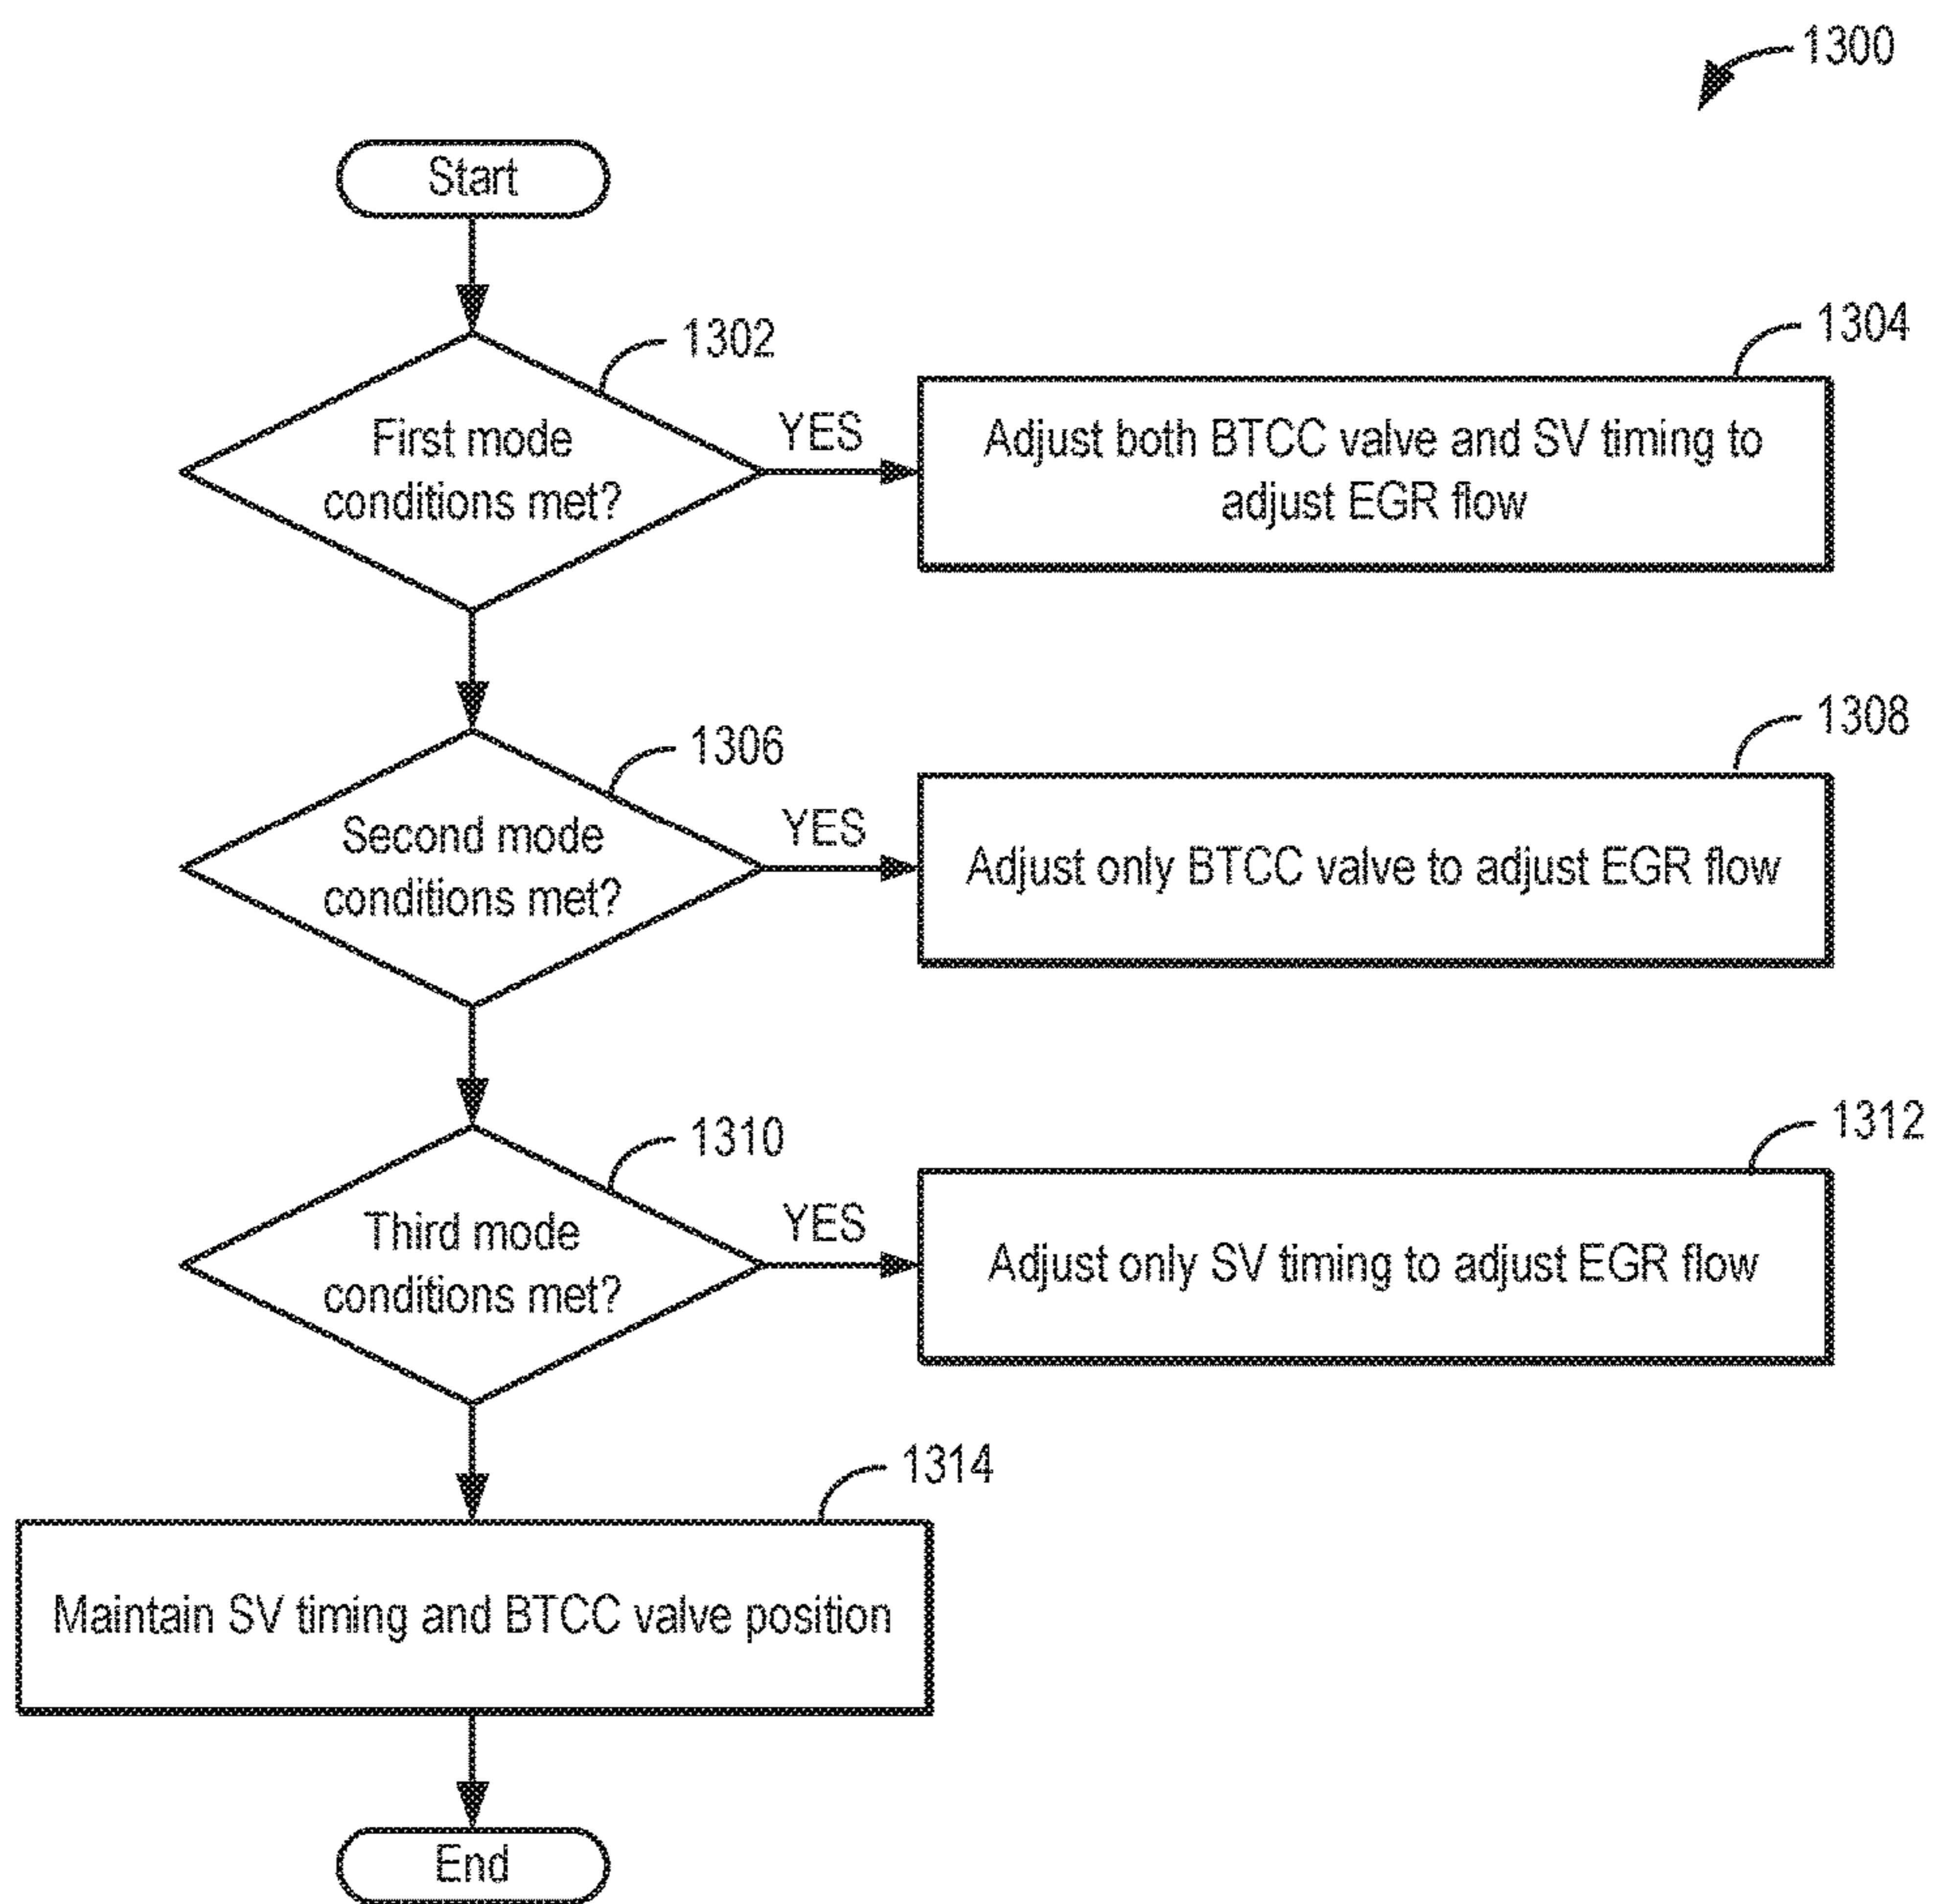 1300
Start
1302
First mode
conditions met?
YES
1304
Adjust both BTCC valve and SV timing to
adjust EGR flow
1306
Second mode
conditions met?
YES
1308
Adjust only BTCC valve to adjust EGR flow
1310
Third mode
conditions met?
YES
1312
Adjust only SV timing to adjust EGR flow
1314
Maintain SV timing and BTCC valve position
End